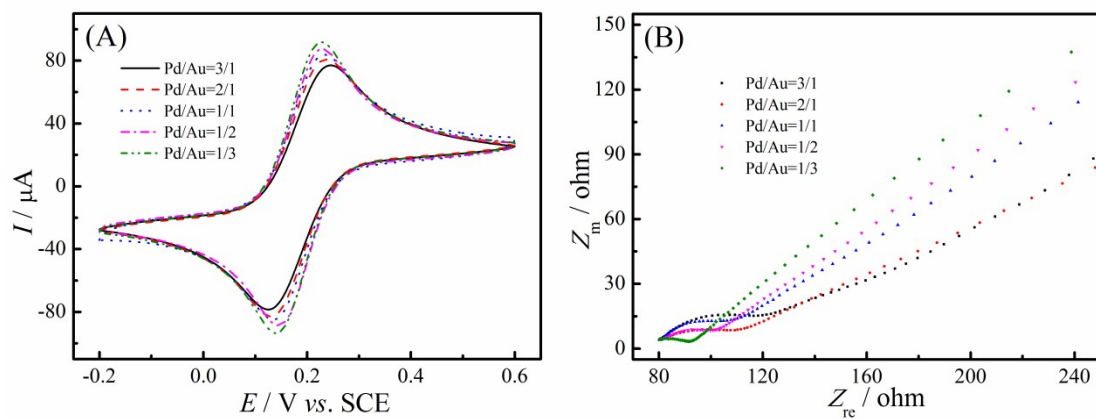 (A)
Pd/Au=3/1
Pd/Au=2/1
Pd/Au=1/1
Pd/Au=1/2
Pd/Au=1/3
80
40
0
-40
-80
I / μA
-0.2 0.0 0.2 0.4 0.6
E / V vs. SCE
(B)
Pd/Au=3/1
Pd/Au=2/1
Pd/Au=1/1
Pd/Au=1/2
Pd/Au=1/3
150
120
90
60
30
0
Zm / ohm
80 120 160 200 240
Zre / ohm